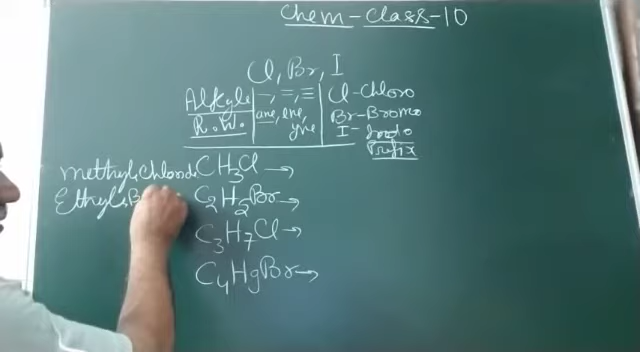 Chem-Class-10
Cl, Br, I
Alkyle -, =, ≡ Cl-Chloro
R.W. ane, ene, yne Br-Bromo
I- Iodo
Prefix
methyl, Chloride CH₃Cl →
Ethyl, B C₂H₅Br →
C₃H₇Cl →
C₄H₉Br →